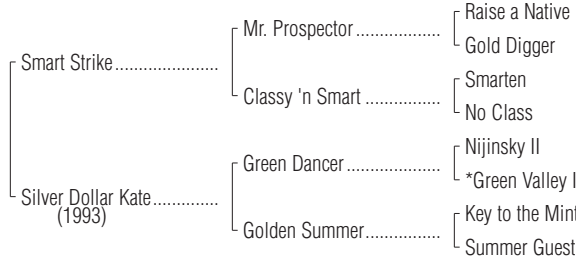 Raise a Native
Mr. Prospector..................
Gold Digger
Smart Strike......................
Smarten
Classy 'n Smart ................
No Class
Nijinsky II
Green Dancer....................
*Green Valley I
Silver Dollar Kate..............
(1993)
Key to the Mint
Golden Summer................
Summer Guest